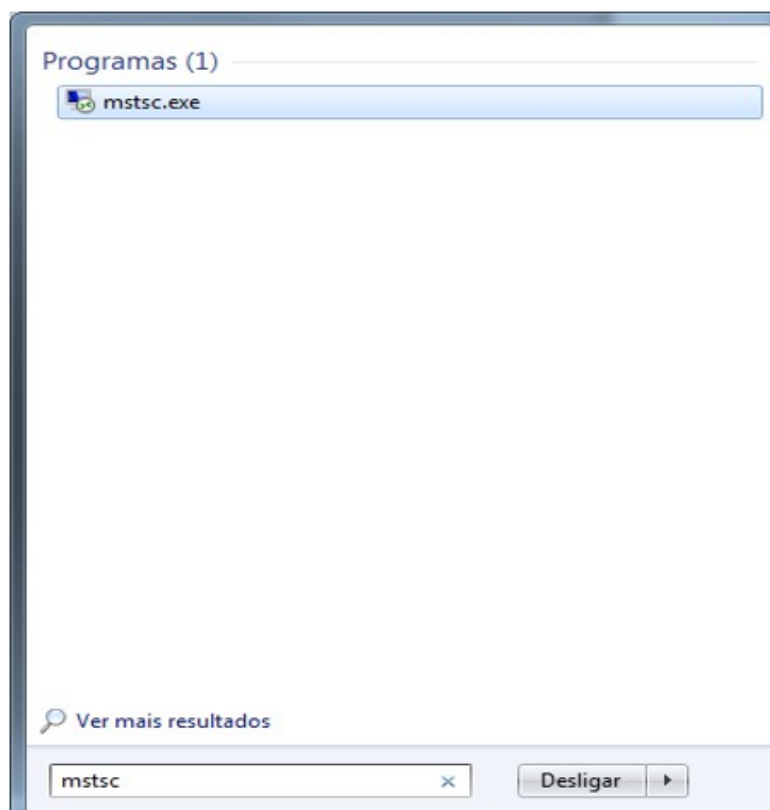 Programas (1)
mstsc.exe
Ver mais resultados
mstsc
Desligar